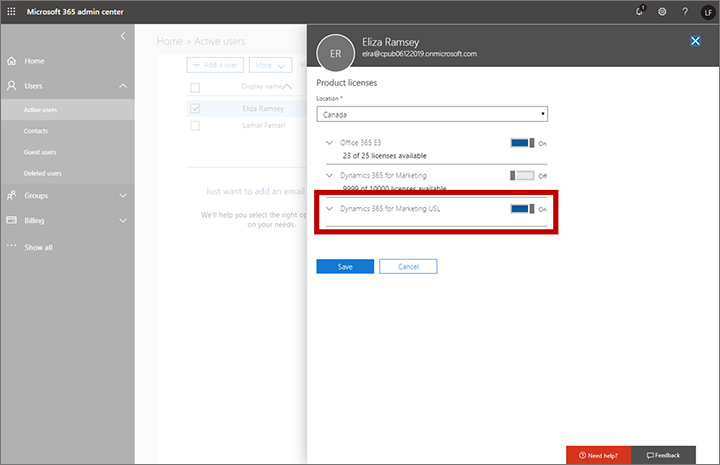 Microsoft 365 admin center
1
?
LF
Home
Users
Active users
Contacts
Guest users
Deleted users
Groups
Billing
Show all
Home > Active users
+ Add a user
More
Display name
Eliza Ramsey
Lamar Ferrari
Just want to add an email
We'll help you select the right op
on your needs.
ER
Eliza Ramsey
elra@cpub06122019.onmicrosoft.com
Product licenses
Location *
Canada
Office 365 E3
On
23 of 25 licenses available
Dynamics 365 for Marketing
Off
9999 of 10000 licenses available
Dynamics 365 for Marketing USL
On
Save
Cancel
Need help?
Feedback